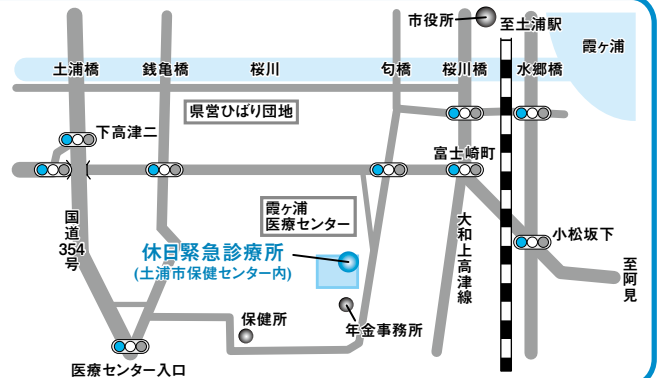 市役所
至土浦駅
霞ヶ浦
土浦橋
銭亀橋
桜川
匂橋
桜川橋
水郷橋
県営ひばり団地
下高津二
富士崎町
霞ヶ浦
医療センター
国道354号
休日緊急診療所
(土浦市保健センター内)
大和上高津線
小松坂下
至阿見
保健所
年金事務所
医療センター入口